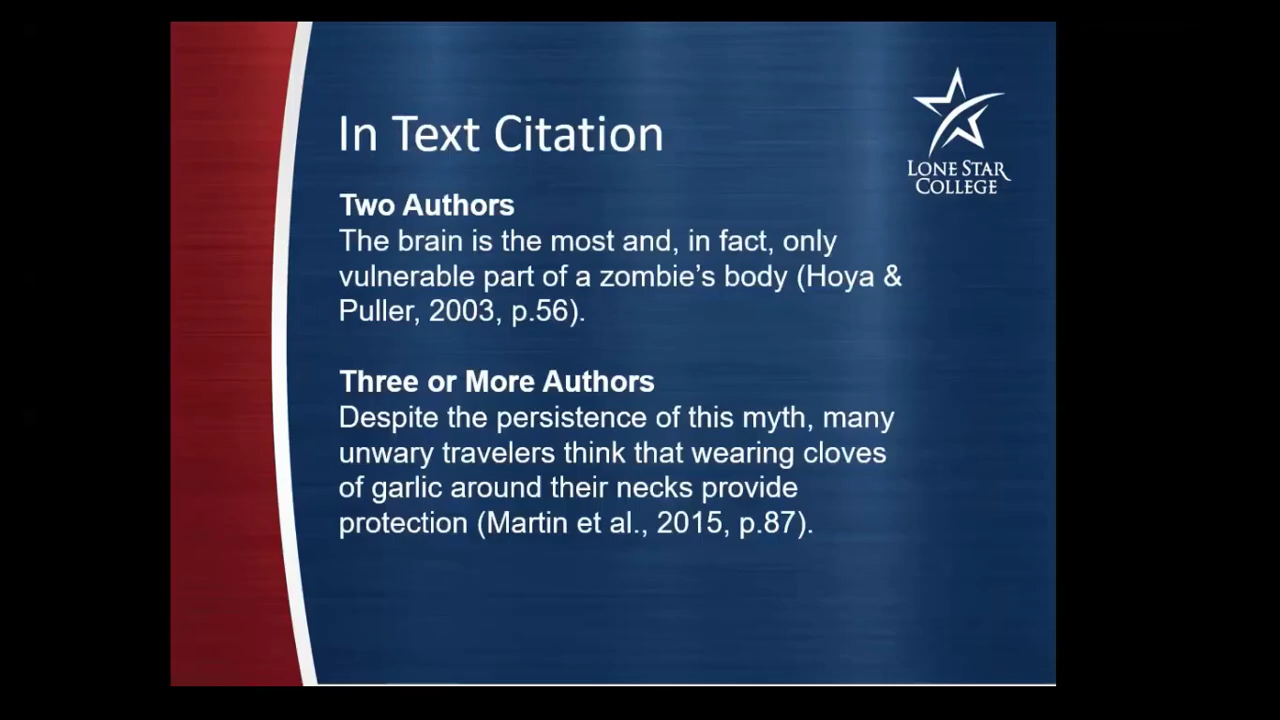 In Text Citation
LONE STAR
COLLEGE
Two Authors
The brain is the most and, in fact, only
vulnerable part of a zombie’s body (Hoya &
Puller, 2003, p.56).
Three or More Authors
Despite the persistence of this myth, many
unwary travelers think that wearing cloves
of garlic around their necks provide
protection (Martin et al., 2015, p.87).